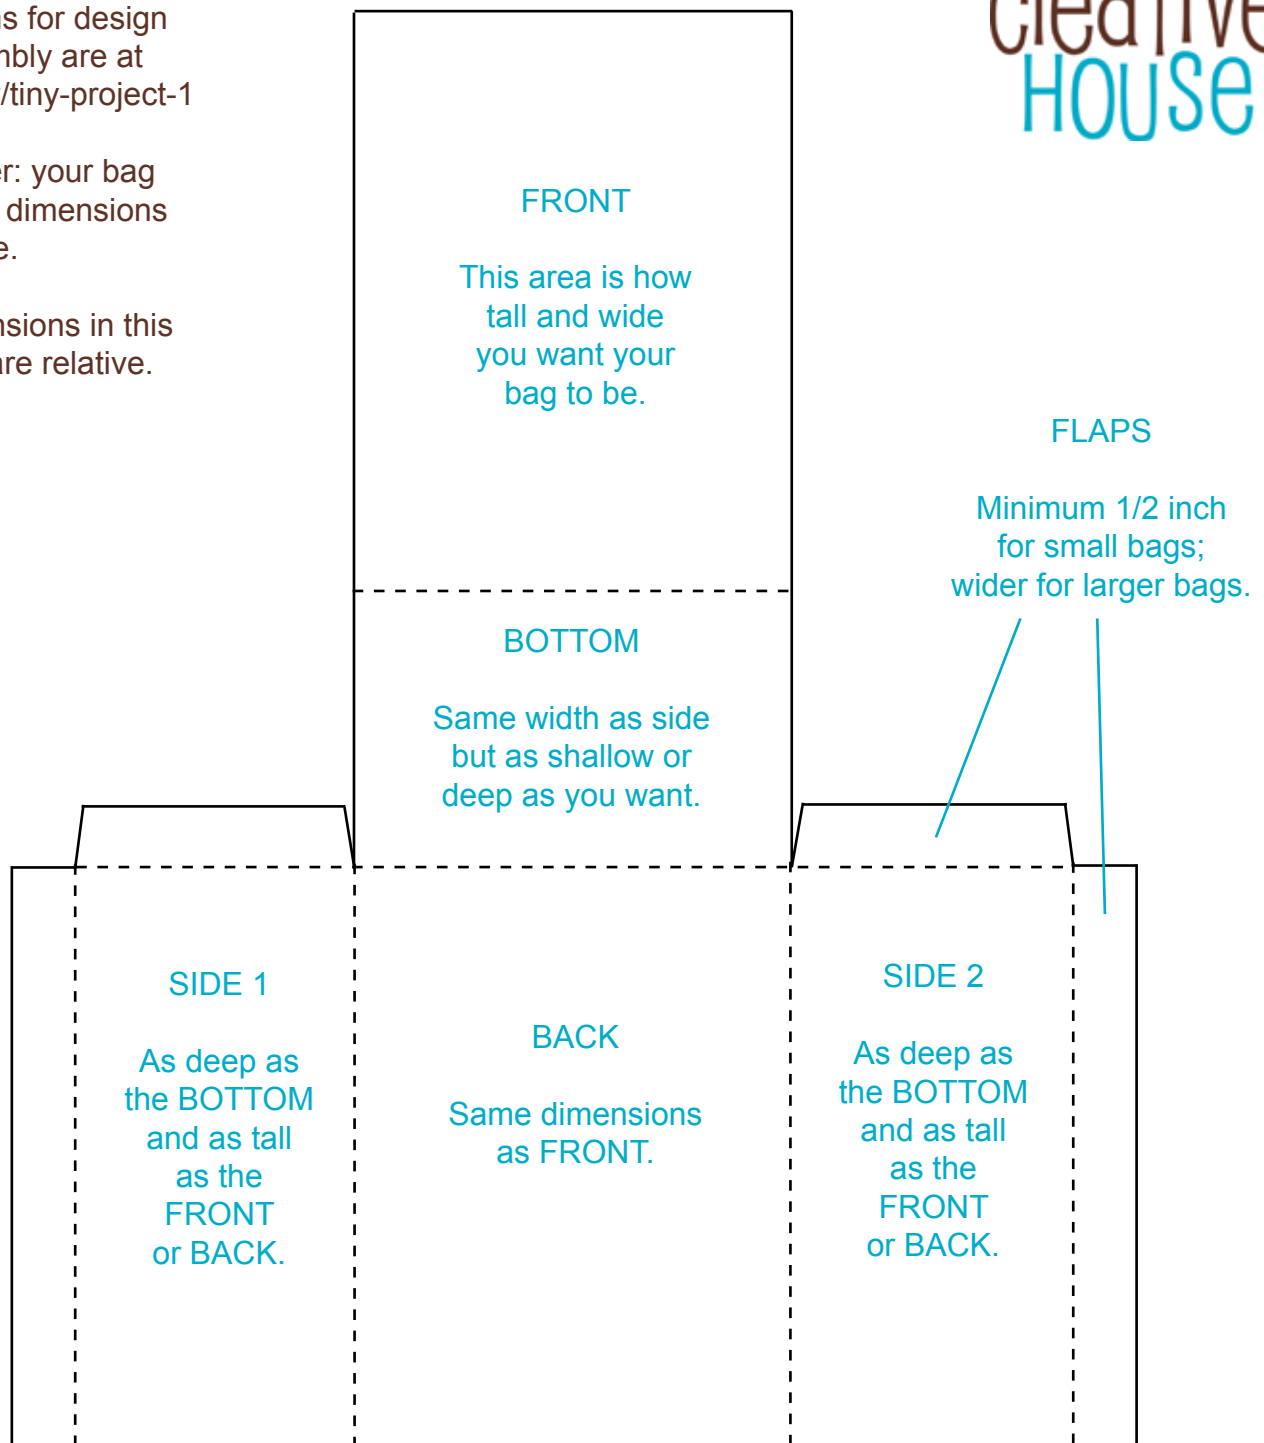 for design
are at
/tiny-project-1
your bag
dimensions
in this
are relative.
Creative
HOUSE
FRONT
This area is how
tall and wide
you want your
bag to be.
FLAPS
Minimum 1/2 inch
for small bags;
wider for larger bags.
BOTTOM
Same width as side
but as shallow or
deep as you want.
SIDE 1
As deep as
the BOTTOM
and as tall
as the
FRONT
or BACK.
BACK
Same dimensions
as FRONT.
SIDE 2
As deep as
the BOTTOM
and as tall
as the
FRONT
or BACK.